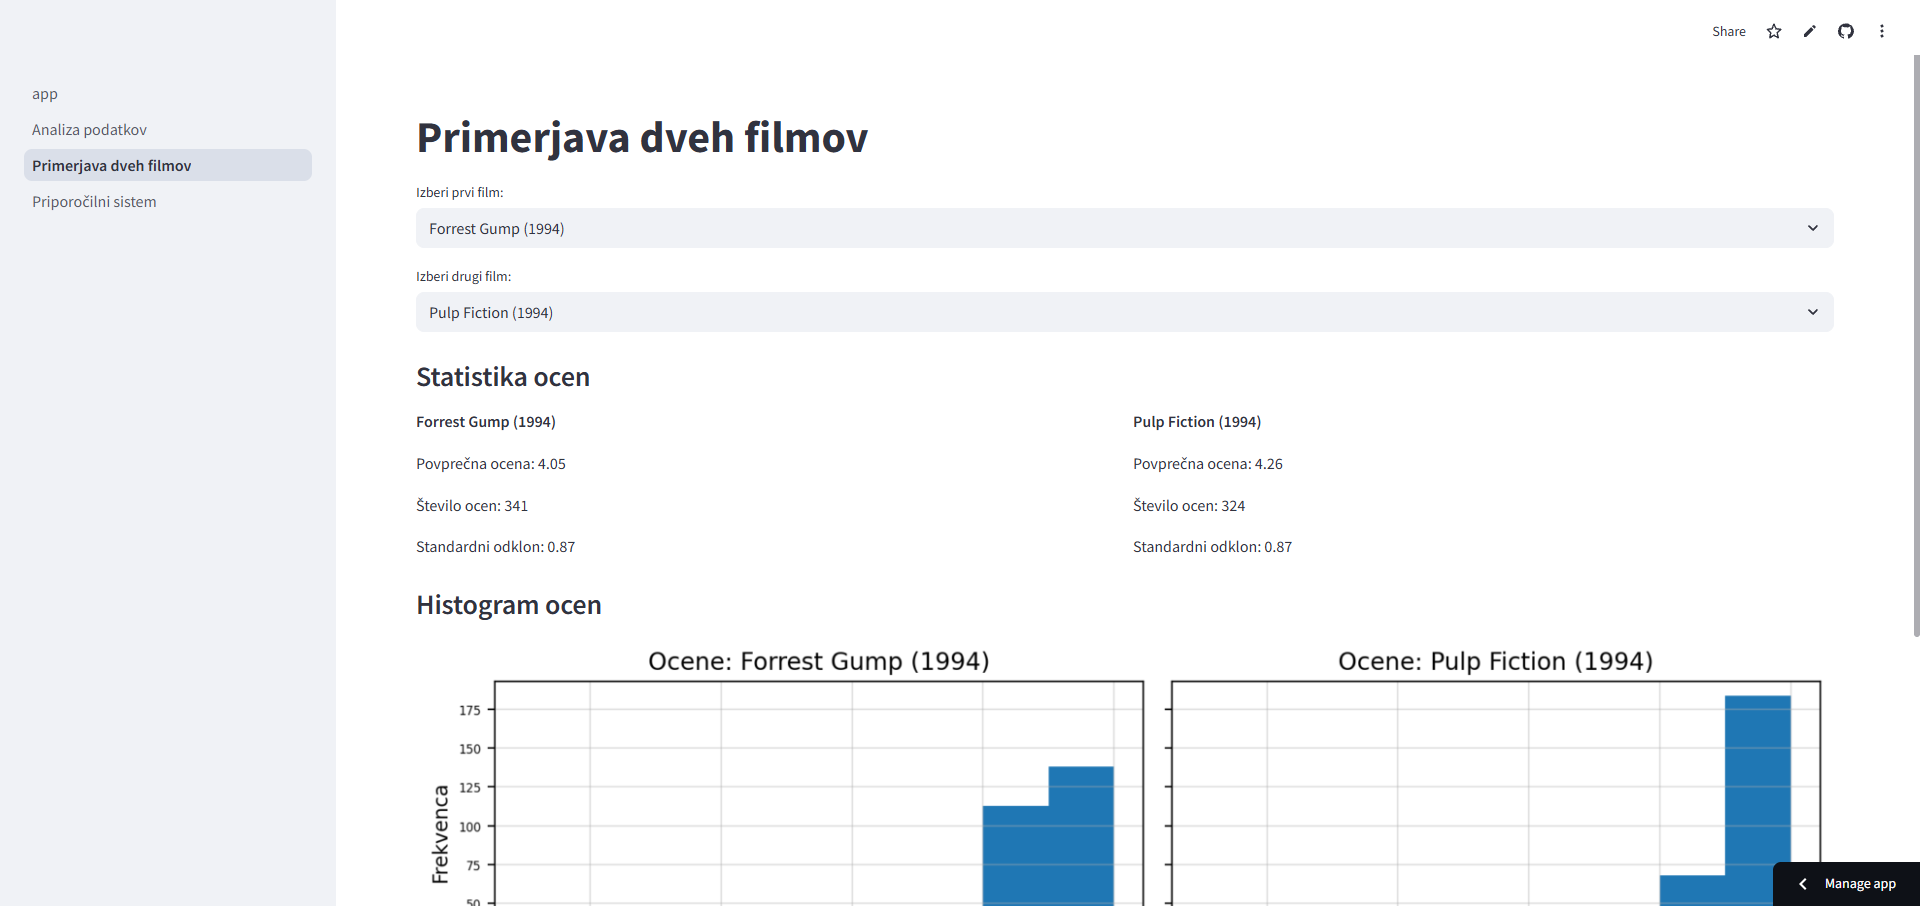 Share
app
Analiza podatkov
Primerjava dveh filmov
Priporočilni sistem
Primerjava dveh filmov
Izberi prvi film:
Forrest Gump (1994)
Izberi drugi film:
Pulp Fiction (1994)
Statistika ocen
Forrest Gump (1994)
Povprečna ocena: 4.05
Število ocen: 341
Standardni odklon: 0.87
Pulp Fiction (1994)
Povprečna ocena: 4.26
Število ocen: 324
Standardni odklon: 0.87
Histogram ocen
Ocene: Forrest Gump (1994)
175
150
125
100
75
50
Frekvenca
Ocene: Pulp Fiction (1994)
Manage app